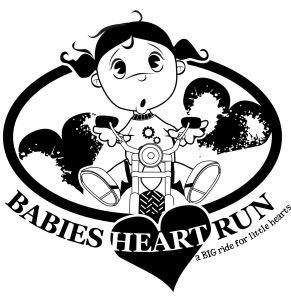 BABIES HEART RUN
a BIG ride for little hearts